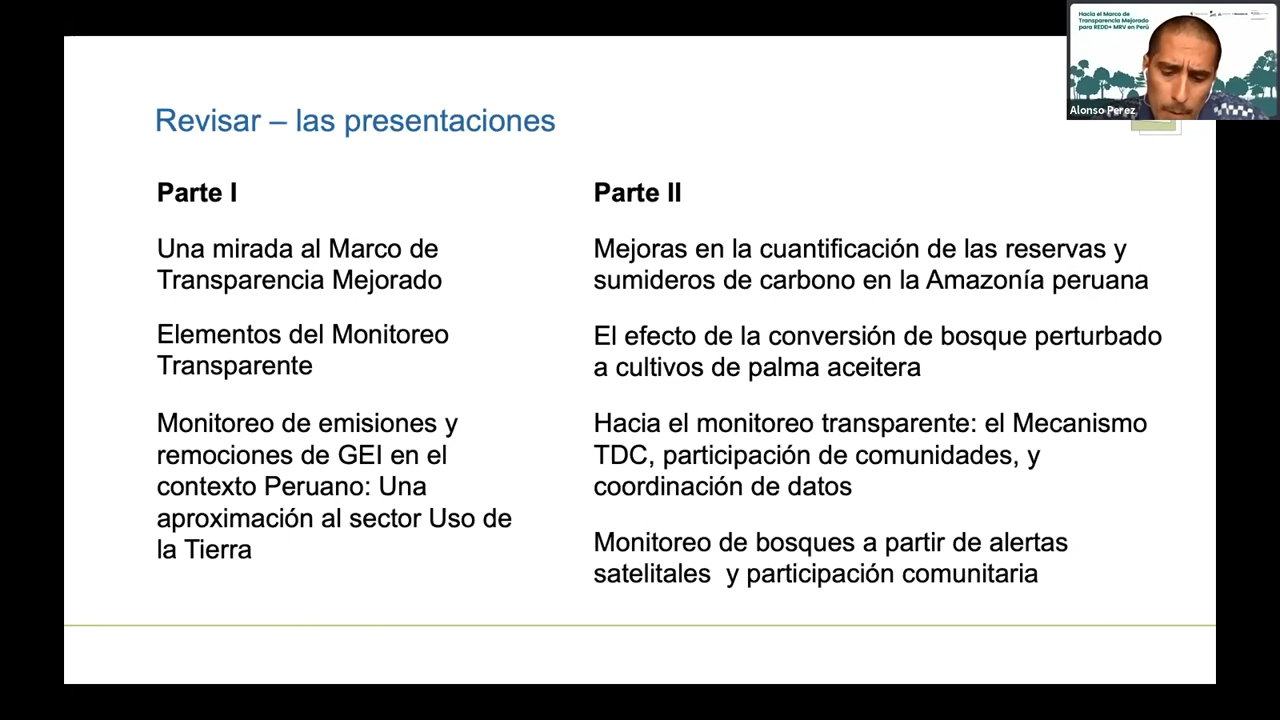 Revisar – las presentaciones
Parte I
Una mirada al Marco de
Transparencia Mejorado
Elementos del Monitoreo
Transparente
Monitoreo de emisiones y
remociones de GEI en el
contexto Peruano: Una
aproximación al sector Uso de
la Tierra
Parte II
Mejoras en la cuantificación de las reservas y
sumideros de carbono en la Amazonía peruana
El efecto de la conversión de bosque perturbado
a cultivos de palma aceitera
Hacia el monitoreo transparente: el Mecanismo
TDC, participación de comunidades, y
coordinación de datos
Monitoreo de bosques a partir de alertas
satelitales  y participación comunitaria
Hacia el Marco de
Transparencia Mejorado
para REDD+ MRV en Perú
Alonso Perez